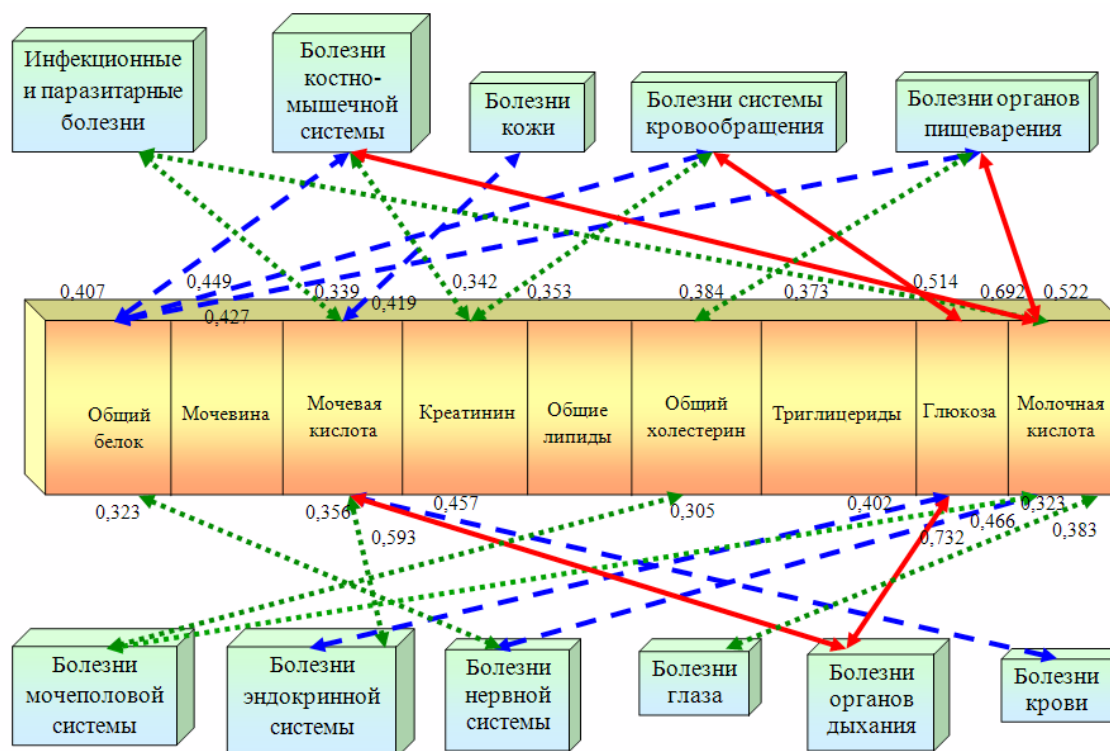 Инфекционные
и паразитарные
болезни
Болезни
костно-
мышечной
системы
Болезни
кожи
Болезни системы
кровообращения
Болезни органов
пищеварения
0,407
0,449
0,427
0,339
0,419
0,342
0,353
0,384
0,373
0,514
0,692
0,522
Общий
белок
Мочевина
Мочевая
кислота
Креатинин
Общие
липиды
Общий
холестерин
Триглицериды
Глюкоза
Молочная
кислота
0,323
0,356
0,593
0,457
0,305
0,402
0,732
0,466
0,323
0,383
Болезни
мочеполовой
системы
Болезни
эндокринной
системы
Болезни
нервной
системы
Болезни
глаза
Болезни
органов
дыхания
Болезни
крови